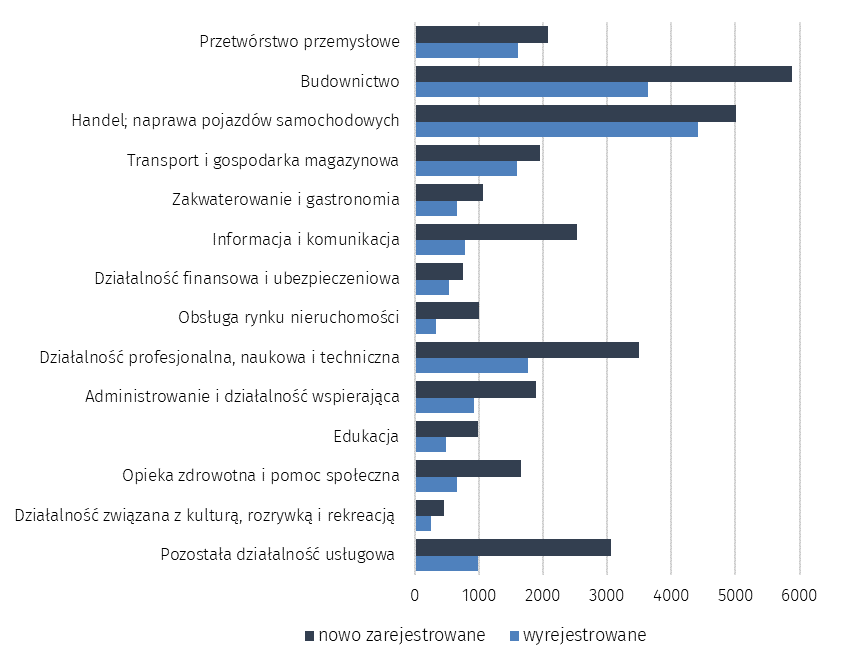 Przetwórstwo przemysłowe
Budownictwo
Handel; naprawa pojazdów samochodowych
Transport i gospodarka magazynowa
Zakwaterowanie i gastronomia
Informacja i komunikacja
Działalność finansowa i ubezpieczeniowa
Obsługa rynku nieruchomości
Działalność profesjonalna, naukowa i techniczna
Administrowanie i działalność wspierająca
Edukacja
Opieka zdrowotna i pomoc społeczna
Działalność związana z kulturą, rozrywką i rekreacją
Pozostała działalność usługowa
0 1000 2000 3000 4000 5000 6000
nowo zarejestrowane wyrejestrowane